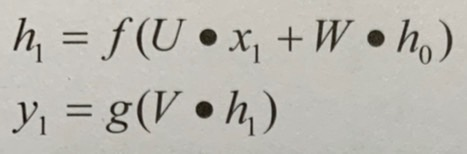 h₁ = f(U • x₁ + W • h₀)
y₁ = g(V • h₁)